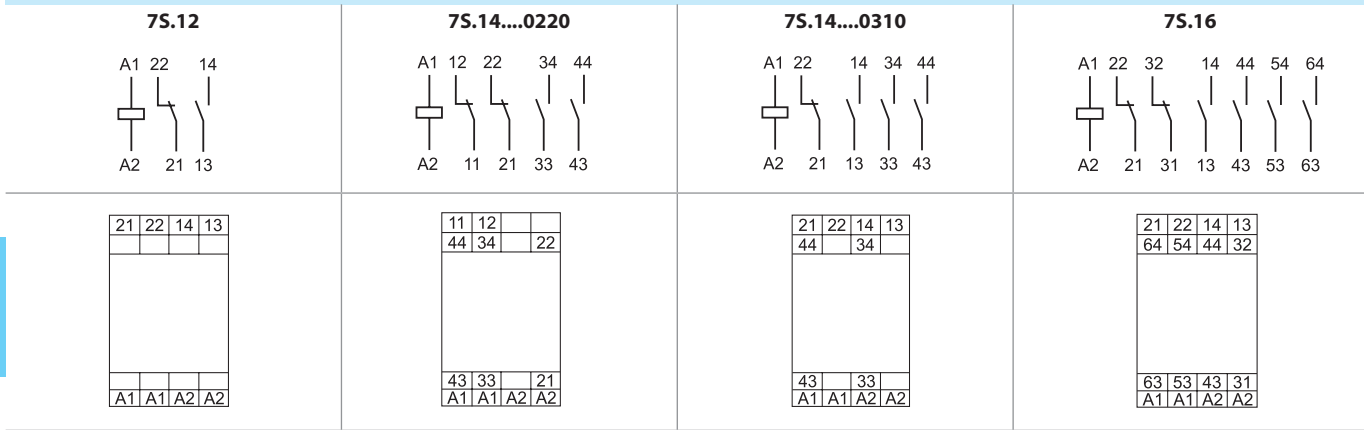 7S.12 7S.14....0220 7S.14....0310 7S.16
A1 22 14 A1 12 22 34 44 A1 22 14 34 44 A1 22 32 14 44 54 64
A2 21 13 A2 11 21 33 43 A2 21 13 33 43 A2 21 31 13 43 53 63
21 22 14 13 11 12 21 22 14 13 21 22 14 13
44 34 22 44 34 64 54 44 32
43 33 21 43 33 63 53 43 31
A1 A1 A2 A2 A1 A1 A2 A2 A1 A1 A2 A2 A1 A1 A2 A2